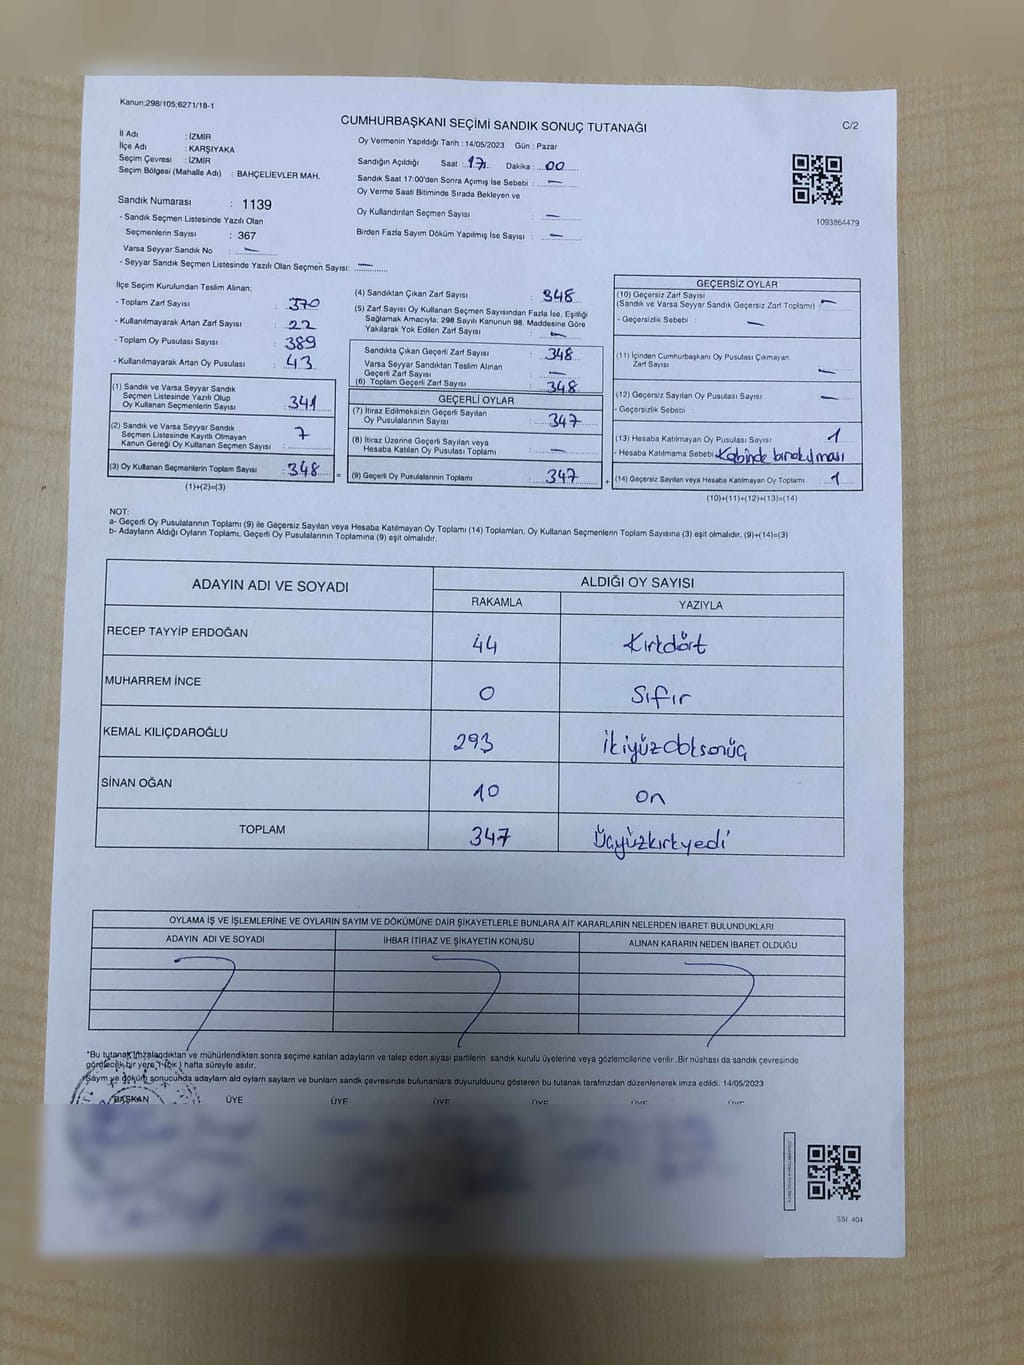 Kanun:298/105;6271/18-1
CUMHURBAŞKANI SEÇİMİ SANDIK SONUÇ TUTANAĞI
C/2
İl Adı : İZMİR
İlçe Adı : KARŞIYAKA
Seçim Çevresi : İZMİR
Seçim Bölgesi (Mahalle Adı) : BAHÇELİEVLER MAH.
Sandık Numarası : 1139
- Sandık Seçmen Listesinde Yazılı Olan
Seçmenlerin Sayısı : 367
Varsa Seyyar Sandık No : —
- Seyyar Sandık Seçmen Listesinde Yazılı Olan Seçmen Sayısı: —
Oy Vermenin Yapıldığı Tarih : 14/05/2023 Gün : Pazar
Sandığın Açıldığı Saat : 17 Dakika : 00
Sandık Saat 17:00'den Sonra Açımış İse Sebebi : —
Oy Verme Saati Bitiminde Sırada Bekleyen ve
Oy Kullandırılan Seçmen Sayısı : —
Birden Fazla Sayım Döküm Yapılmış İse Sayısı : —
1093864479
İlçe Seçim Kurulundan Teslim Alınan:
- Toplam Zarf Sayısı : 370
- Kullanılmayarak Artan Zarf Sayısı : 22
- Toplam Oy Pusulası Sayısı : 389
- Kullanılmayarak Artan Oy Pusulası : 43
(1) Sandık ve Varsa Seyyar Sandık
Seçmen Listesinde Yazılı Olup
Oy Kullanan Seçmenlerin Sayısı : 341
(2) Sandık ve Varsa Seyyar Sandık
Seçmen Listesinde Kayıtlı Olmayan
Kanun Gereği Oy Kullanan Seçmen Sayısı : 7
(3) Oy Kullanan Seçmenlerin Toplam Sayısı : 348 =
(1)+(2)=(3)
(4) Sandıktan Çıkan Zarf Sayısı : 348
(5) Zarf Sayısı Oy Kullanan Seçmen Sayısından Fazla İse, Eşitliği
Sağlamak Amacıyla; 298 Sayılı Kanunun 98. Maddesine Göre
Yakılarak Yok Edilen Zarf Sayısı : —
Sandıkta Çıkan Geçerli Zarf Sayısı : 348
Varsa Seyyar Sandıktan Teslim Alınan
Geçerli Zarf Sayısı : —
(6) Toplam Geçerli Zarf Sayısı : 348
GEÇERLİ OYLAR
(7) İtiraz Edilmeksizin Geçerli Sayılan
Oy Pusulalarının Sayısı : 347
(8) İtiraz Üzerine Geçerli Sayılan veya
Hesaba Katılan Oy Pusulası Toplamı : —
(9) Geçerli Oy Pusulalarının Toplamı : 347 +
GEÇERSİZ OYLAR
(10) Geçersiz Zarf Sayısı
(Sandık ve Varsa Seyyar Sandık Geçersiz Zarf Toplamı) : —
- Geçersizlik Sebebi : —
(11) İçinden Cumhurbaşkanı Oy Pusulası Çıkmayan
Zarf Sayısı : —
(12) Geçersiz Sayılan Oy Pusulası Sayısı : —
- Geçersizlik Sebebi :
(13) Hesaba Katılmayan Oy Pusulası Sayısı : 1
- Hesaba Katılmama Sebebi : Kabinde bırakılması
(14) Geçersiz Sayılan veya Hesaba Katılmayan Oy Toplamı : 1
(10)+(11)+(12)+(13)=(14)
NOT:
a- Geçerli Oy Pusulalarının Toplamı (9) ile Geçersiz Sayılan veya Hesaba Katılmayan Oy Toplamı (14) Toplamları, Oy Kullanan Seçmenlerin Toplam Sayısına (3) eşit olmalıdır. (9)+(14)=(3)
b- Adayların Aldığı Oyların Toplamı, Geçerli Oy Pusulalarının Toplamına (9) eşit olmalıdır.
ADAYIN ADI VE SOYADI
ALDIĞI OY SAYISI
RAKAMLA YAZIYLA
RECEP TAYYİP ERDOĞAN 44 Kırkdört
MUHARREM İNCE 0 Sıfır
KEMAL KILIÇDAROĞLU 293 ikiyüzdoksanüç
SİNAN OĞAN 10 on
TOPLAM 347 Üçyüzkırkyedi
OYLAMA İŞ VE İŞLEMLERİNE VE OYLARIN SAYIM VE DÖKÜMÜNE DAİR ŞİKAYETLERLE BUNLARA AİT KARARLARIN NELERDEN İBARET BULUNDUKLARI
ADAYIN ADI VE SOYADI İHBAR İTİRAZ VE ŞİKAYETİN KONUSU ALINAN KARARIN NEDEN İBARET OLDUĞU
*Bu tutanak imzalandıktan ve mühürlendikten sonra seçime katılan adayların ve talep eden siyasi partilerin sandık kurulu üyelerine veya gözlemcilerine verilir .Bir nüshası da sandık çevresinde
görülecek bir yere 1 (bir ) hafta süreyle asılır.
*Sayım ve döküm sonucunda adaylarn ald oylarn saylarn ve bunlarn sandk çevresinde bulunanlara duyurulduunu gösteren bu tutanak tarafmzdan düzenlenerek imza edildi. 14/05/2023
BAŞKAN ÜYE ÜYE ÜYE ÜYE ÜYE ÜYE
SSI 404